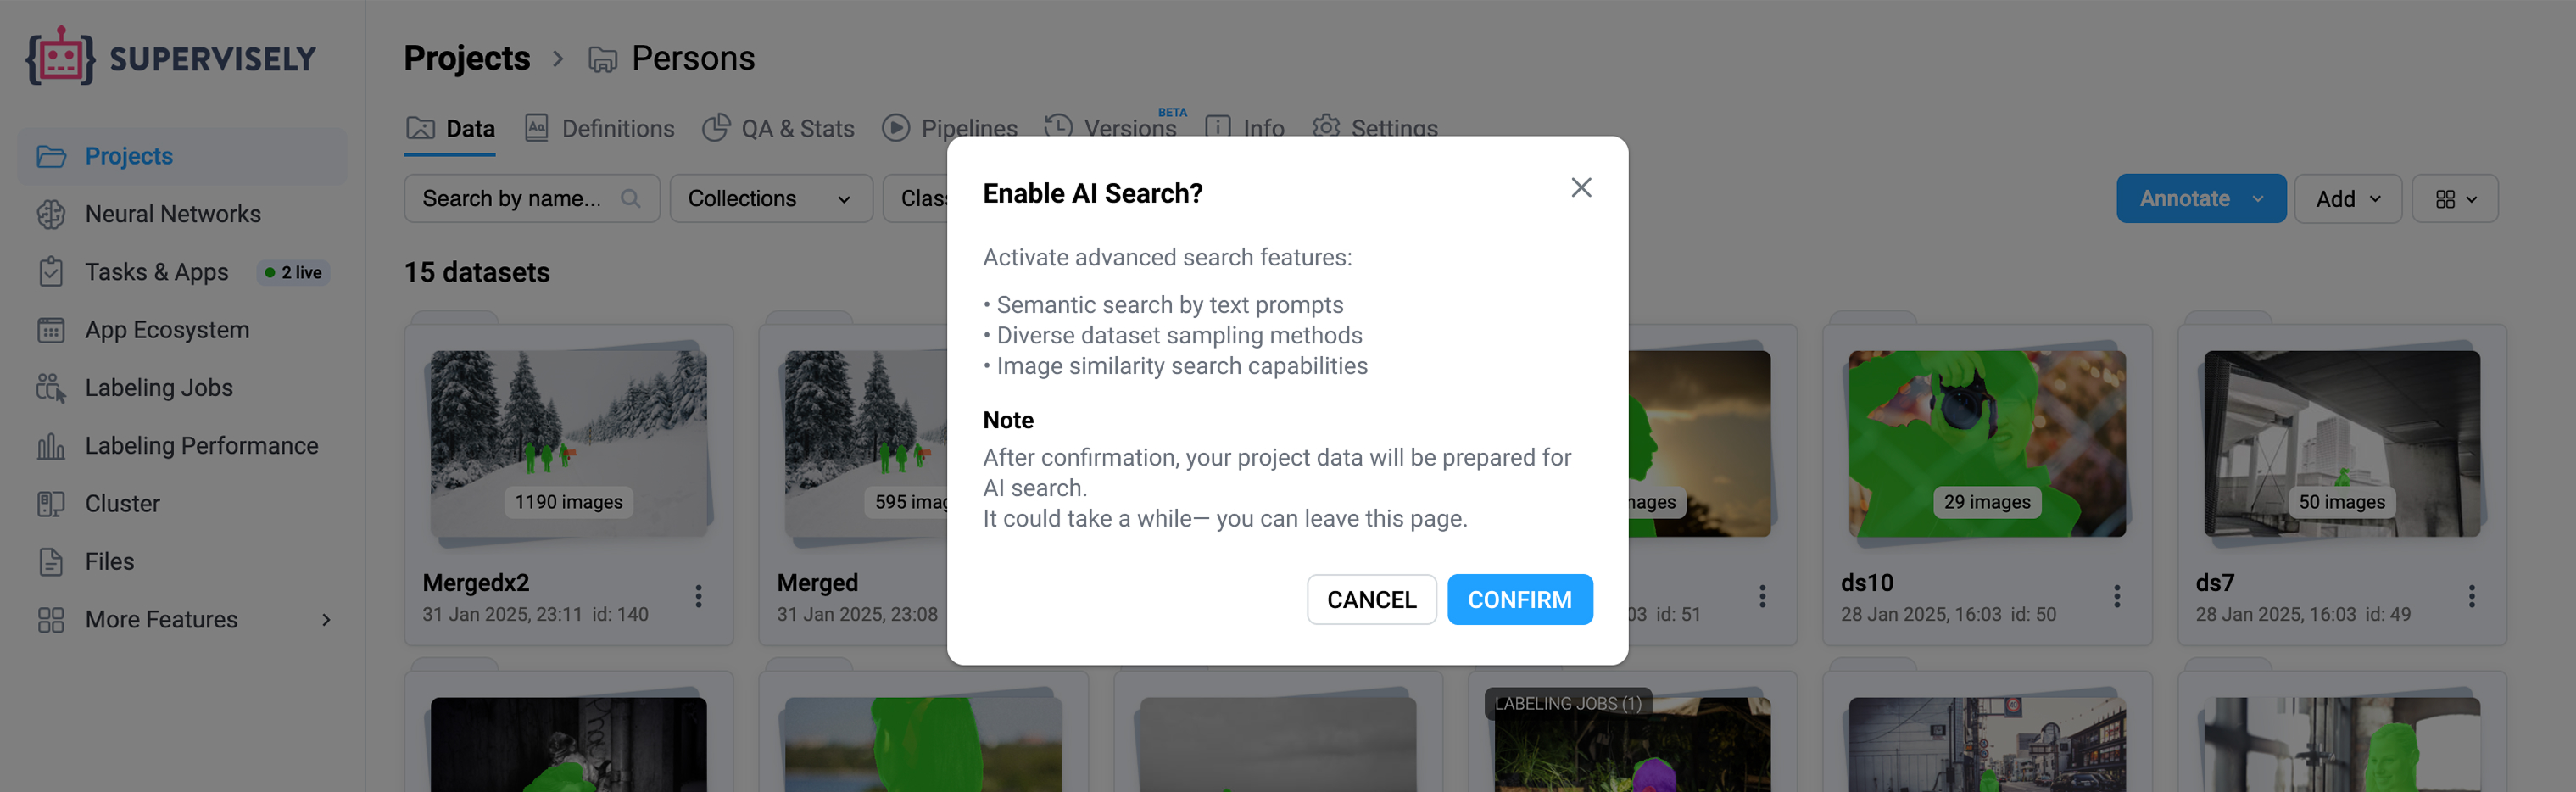 SUPERVISELY
Projects
Neural Networks
Tasks & Apps 2 live
App Ecosystem
Labeling Jobs
Labeling Performance
Cluster
Files
More Features
Projects > Persons
Data Definitions QA & Stats Pipelines Versions BETA Info Settings
Search by name... Collections Clas
Annotate Add
15 datasets
1190 images
Mergedx2
31 Jan 2025, 23:11 id: 140
595 imag
Merged
31 Jan 2025, 23:08
mages
03 id: 51
29 images
ds10
28 Jan 2025, 16:03 id: 50
50 images
ds7
28 Jan 2025, 16:03 id: 49
LABELING JOBS (1)
Enable AI Search?
Activate advanced search features:
• Semantic search by text prompts
• Diverse dataset sampling methods
• Image similarity search capabilities
Note
After confirmation, your project data will be prepared for
AI search.
It could take a while— you can leave this page.
CANCEL CONFIRM